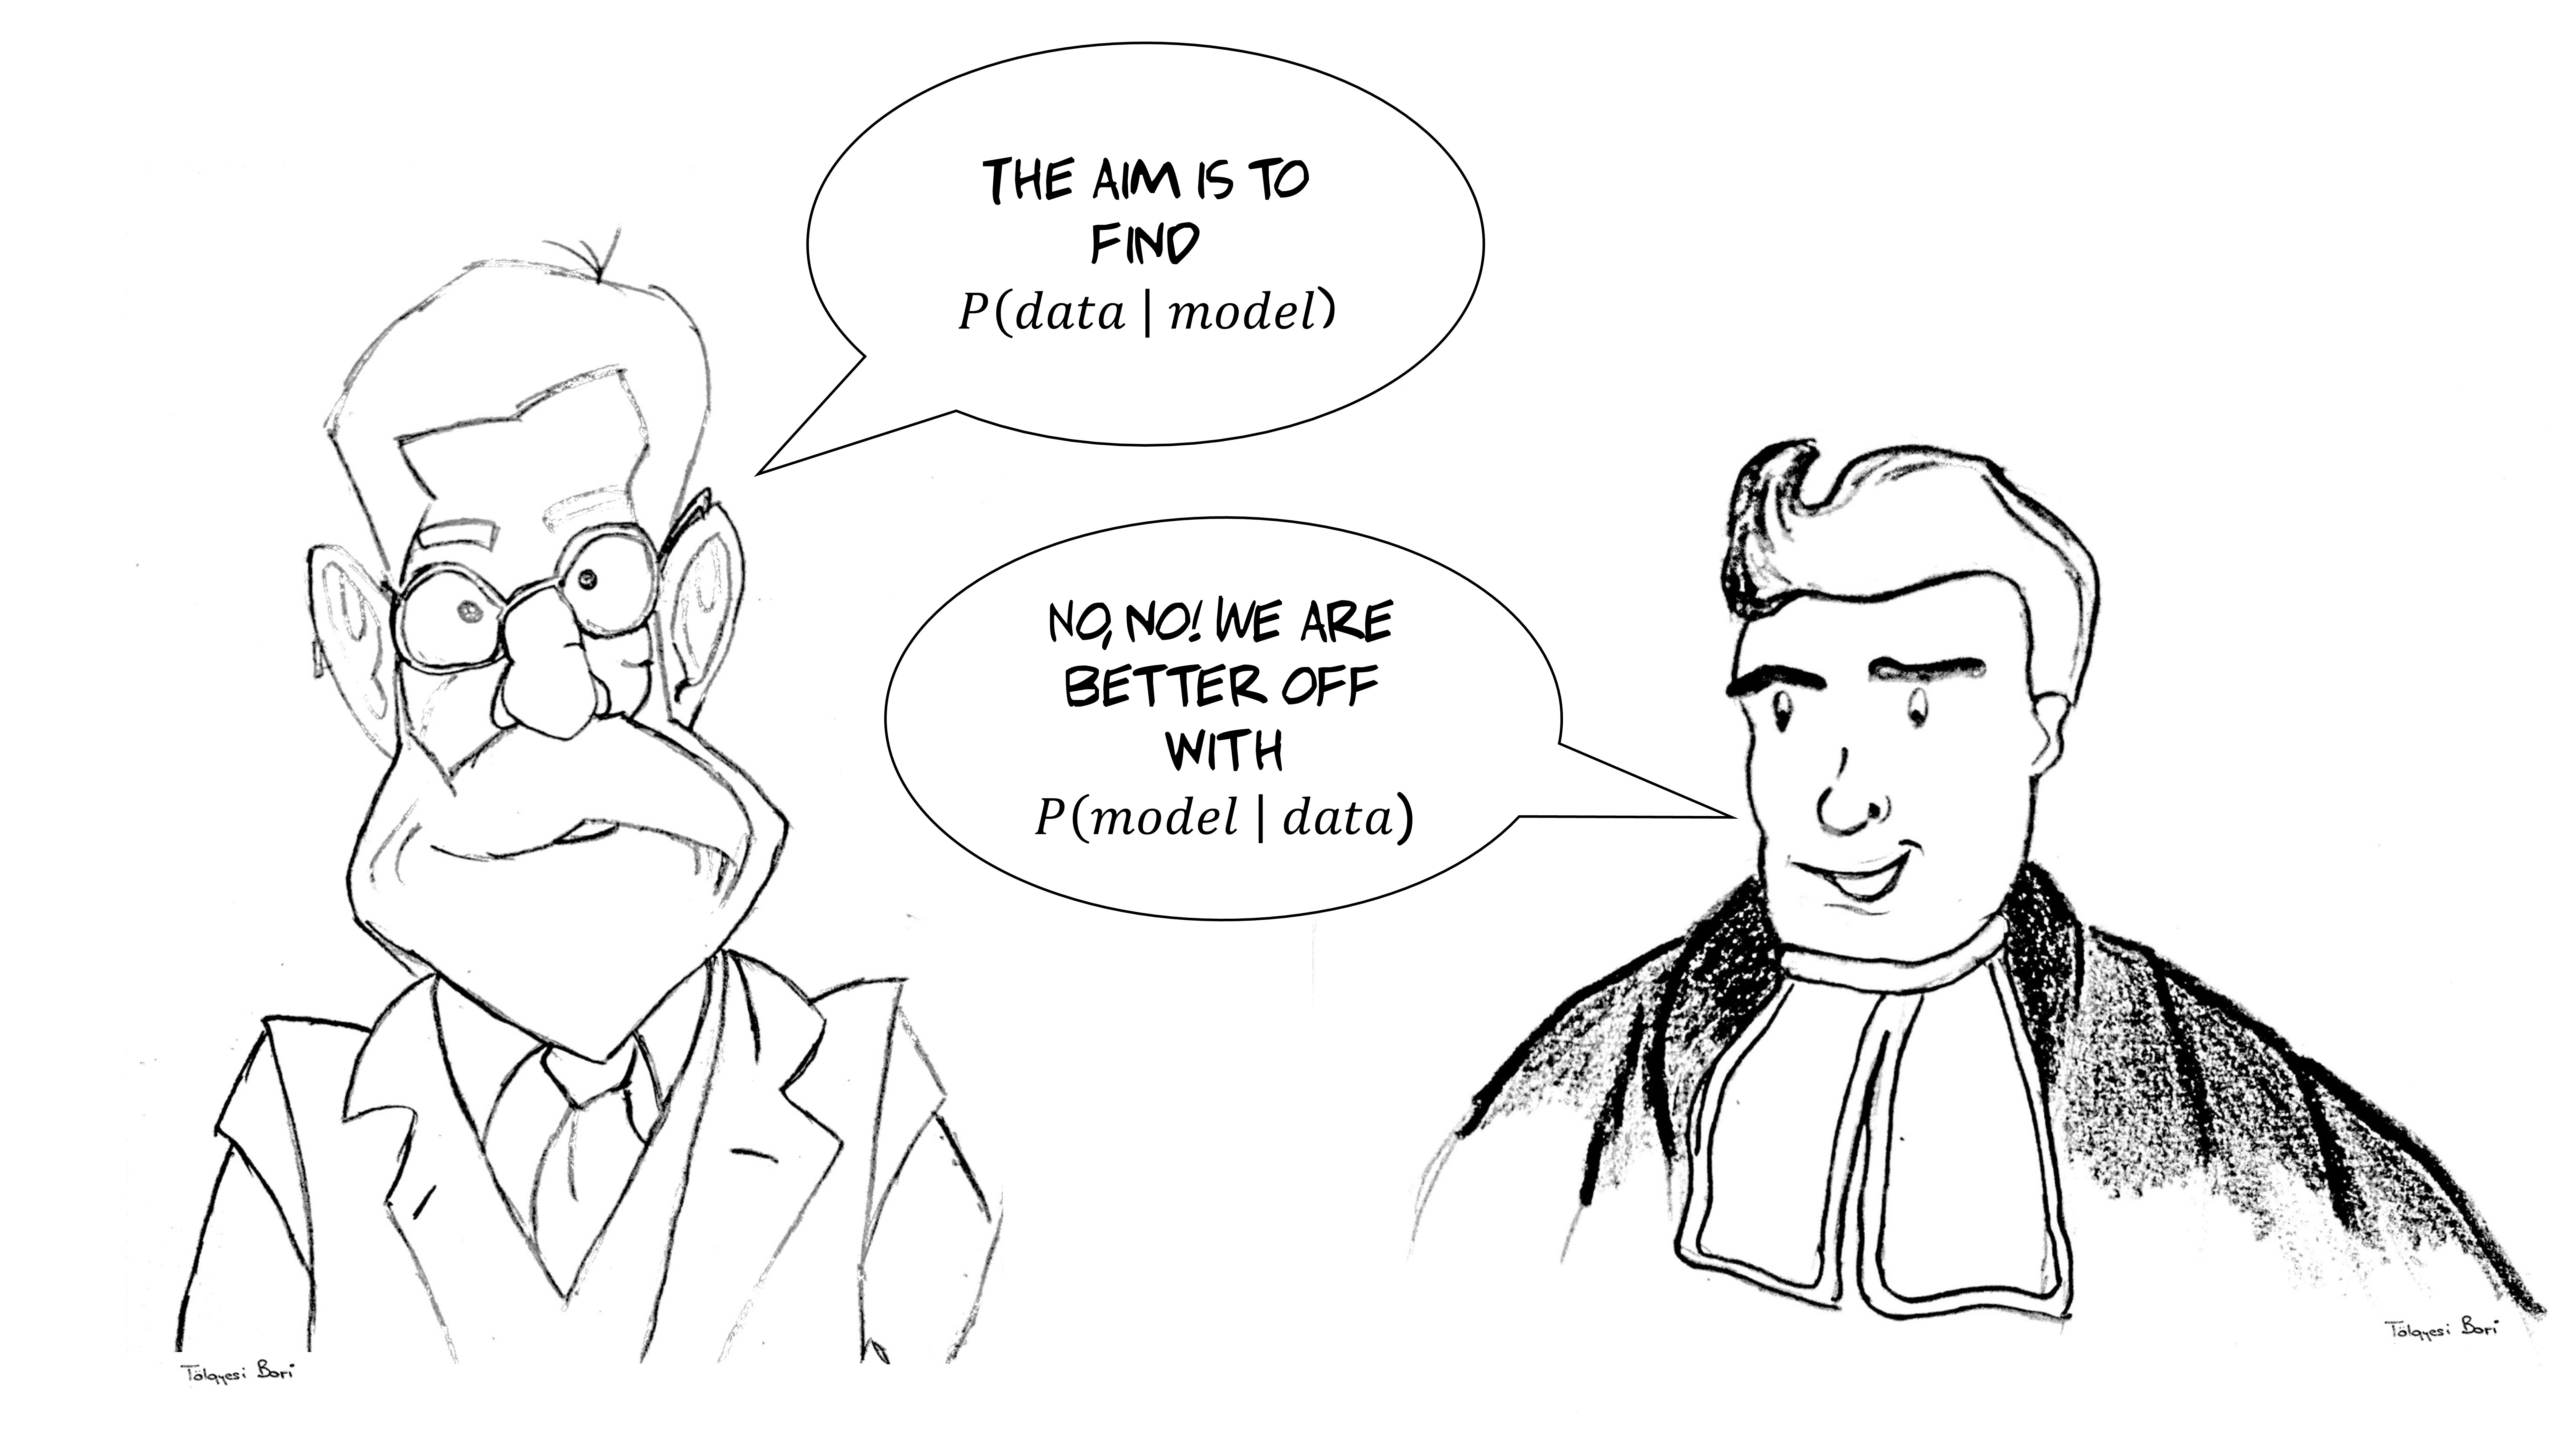 THE AIM IS TO
FIND
P(data | model)
NO, NO! WE ARE
BETTER OFF
WITH
P(model | data)
Tölgyesi Bori
Tölgyesi Bori